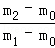 m₂ − m₀
m₁ − m₀